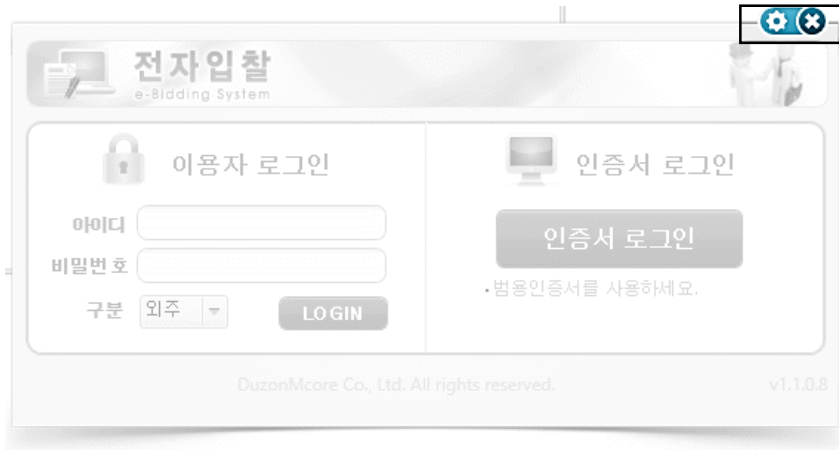 전자입찰
e-Bidding System
이용자 로그인
아이디
비밀번호
구분 외주
LOGIN
인증서 로그인
인증서 로그인
•범용인증서를 사용하세요.
DuzonMcore Co., Ltd. All rights reserved.
v1.1.0.8